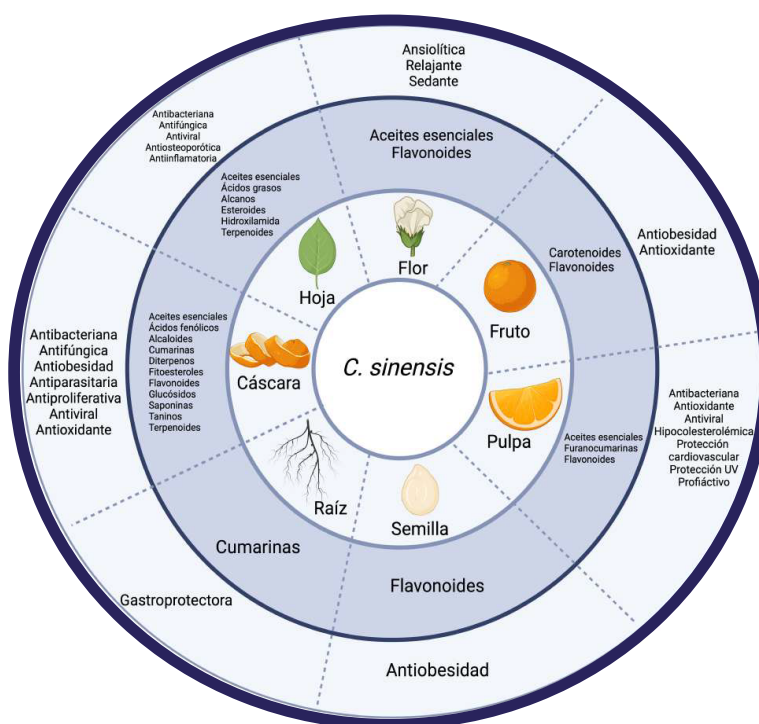 Ansiolítica
Relajante
Sedante
Aceites esenciales
Flavonoides
Flor
Antiobesidad
Antioxidante
Carotenoides
Flavonoides
Fruto
Antibacteriana
Antioxidante
Antiviral
Hipocolesterolémica
Protección
cardiovascular
Protección UV
Profiáctivo
Aceites esenciales
Furanocumarinas
Flavonoides
Pulpa
Antiobesidad
Flavonoides
Semilla
Gastroprotectora
Cumarinas
Raíz
Antibacteriana
Antifúngica
Antiobesidad
Antiparasitaria
Antiproliferativa
Antiviral
Antioxidante
Aceites esenciales
Ácidos fenólicos
Alcaloides
Cumarinas
Diterpenos
Fitoesteroles
Flavonoides
Glucósidos
Saponinas
Taninos
Terpenoides
Cáscara
Antibacteriana
Antifúngica
Antiviral
Antiosteoporótica
Antiinflamatoria
Aceites esenciales
Ácidos grasos
Alcanos
Esteroides
Hidroxilamida
Terpenoides
Hoja
C. sinensis